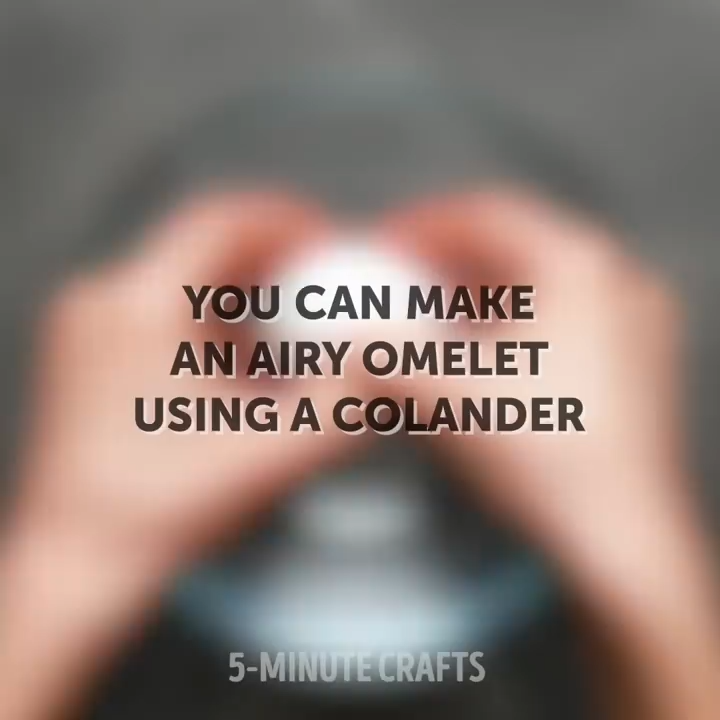 YOU CAN MAKE
AN AIRY OMELET
USING A COLANDER
5-MINUTE CRAFTS